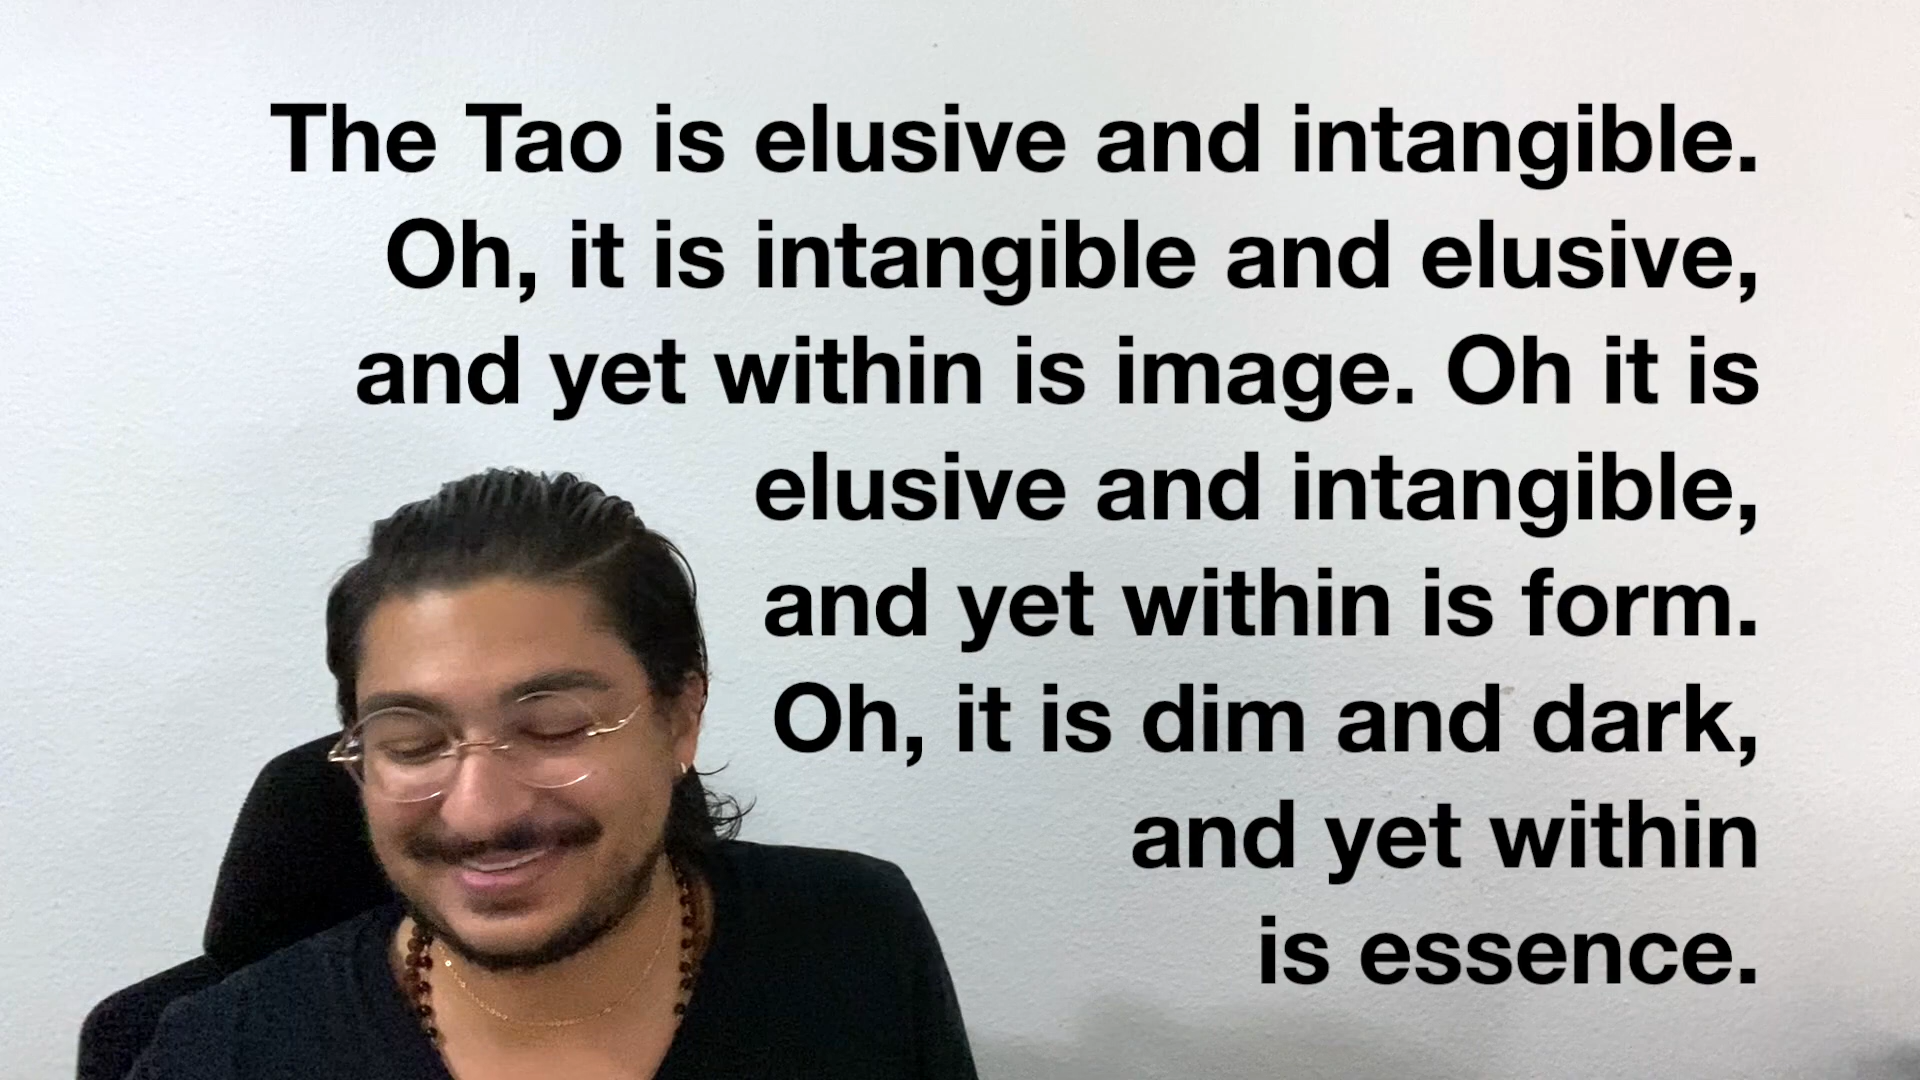 The Tao is elusive and intangible.
Oh, it is intangible and elusive,
and yet within is image. Oh it is
elusive and intangible,
and yet within is form.
Oh, it is dim and dark,
and yet within
is essence.